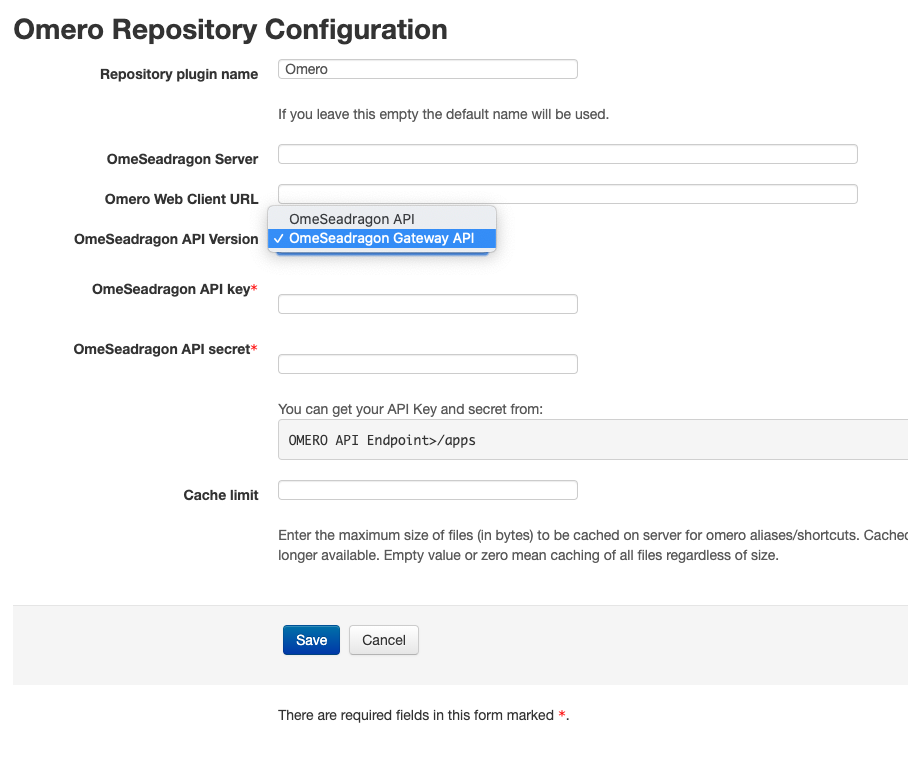 Omero Repository Configuration
Repository plugin name
Omero
If you leave this empty the default name will be used.
OmeSeadragon Server
Omero Web Client URL
OmeSeadragon API
OmeSeadragon API Version
✓ OmeSeadragon Gateway API
OmeSeadragon API key*
OmeSeadragon API secret*
You can get your API Key and secret from:
OMERO API Endpoint>/apps
Cache limit
Enter the maximum size of files (in bytes) to be cached on server for omero aliases/shortcuts. Cached
longer available. Empty value or zero mean caching of all files regardless of size.
Save
Cancel
There are required fields in this form marked *.